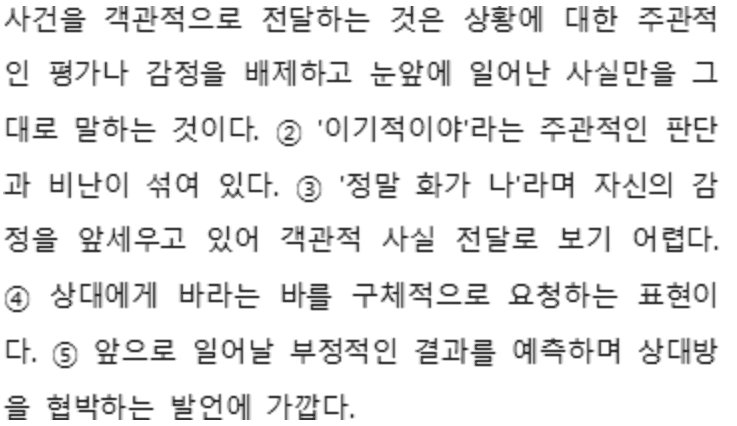 사건을 객관적으로 전달하는 것은 상황에 대한 주관적
인 평가나 감정을 배제하고 눈앞에 일어난 사실만을 그
대로 말하는 것이다. ② '이기적이야'라는 주관적인 판단
과 비난이 섞여 있다. ③ '정말 화가 나'라며 자신의 감
정을 앞세우고 있어 객관적 사실 전달로 보기 어렵다.
④ 상대에게 바라는 바를 구체적으로 요청하는 표현이
다. ⑤ 앞으로 일어날 부정적인 결과를 예측하며 상대방
을 협박하는 발언에 가깝다.